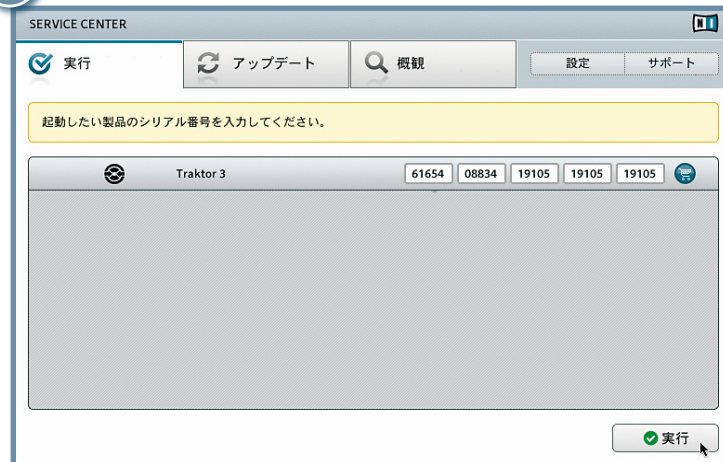 SERVICE CENTER
実行
アップデート
概観
設定
サポート
起動したい製品のシリアル番号を入力してください。
Traktor 3 61654 08834 19105 19105 19105
実行